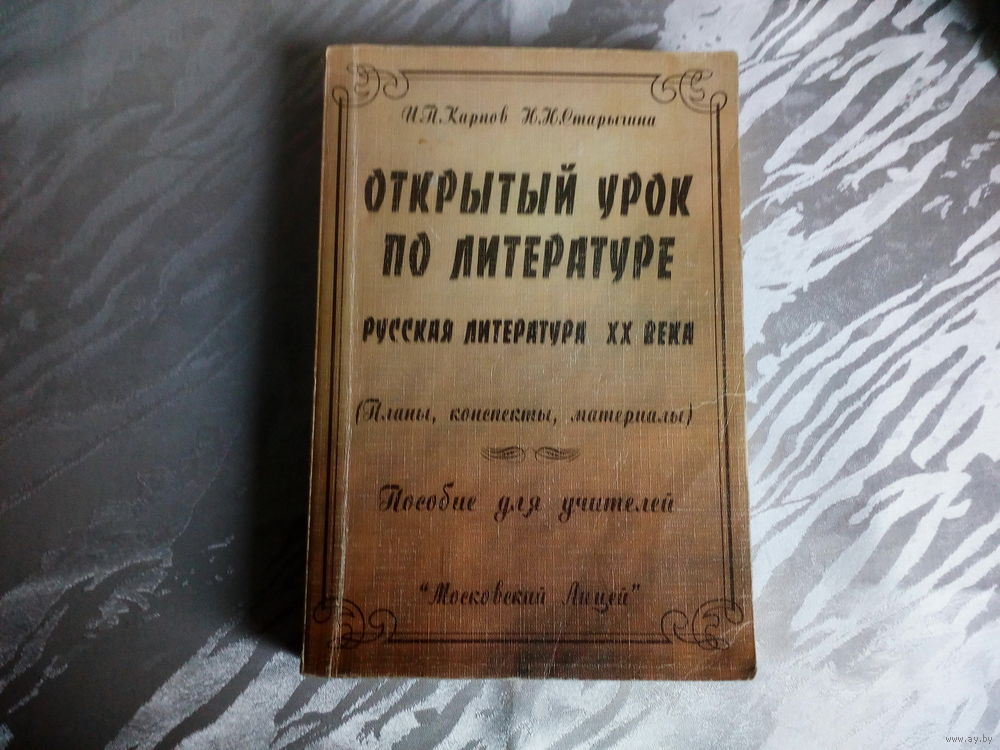 И.П.Карпов Н.Н.Старыгина
ОТКРЫТЫЙ УРОК
ПО ЛИТЕРАТУРЕ
РУССКАЯ ЛИТЕРАТУРА XX ВЕКА
(Планы, конспекты, материалы)
Пособие для учителей
"Московский Лицей"
www.ay.by